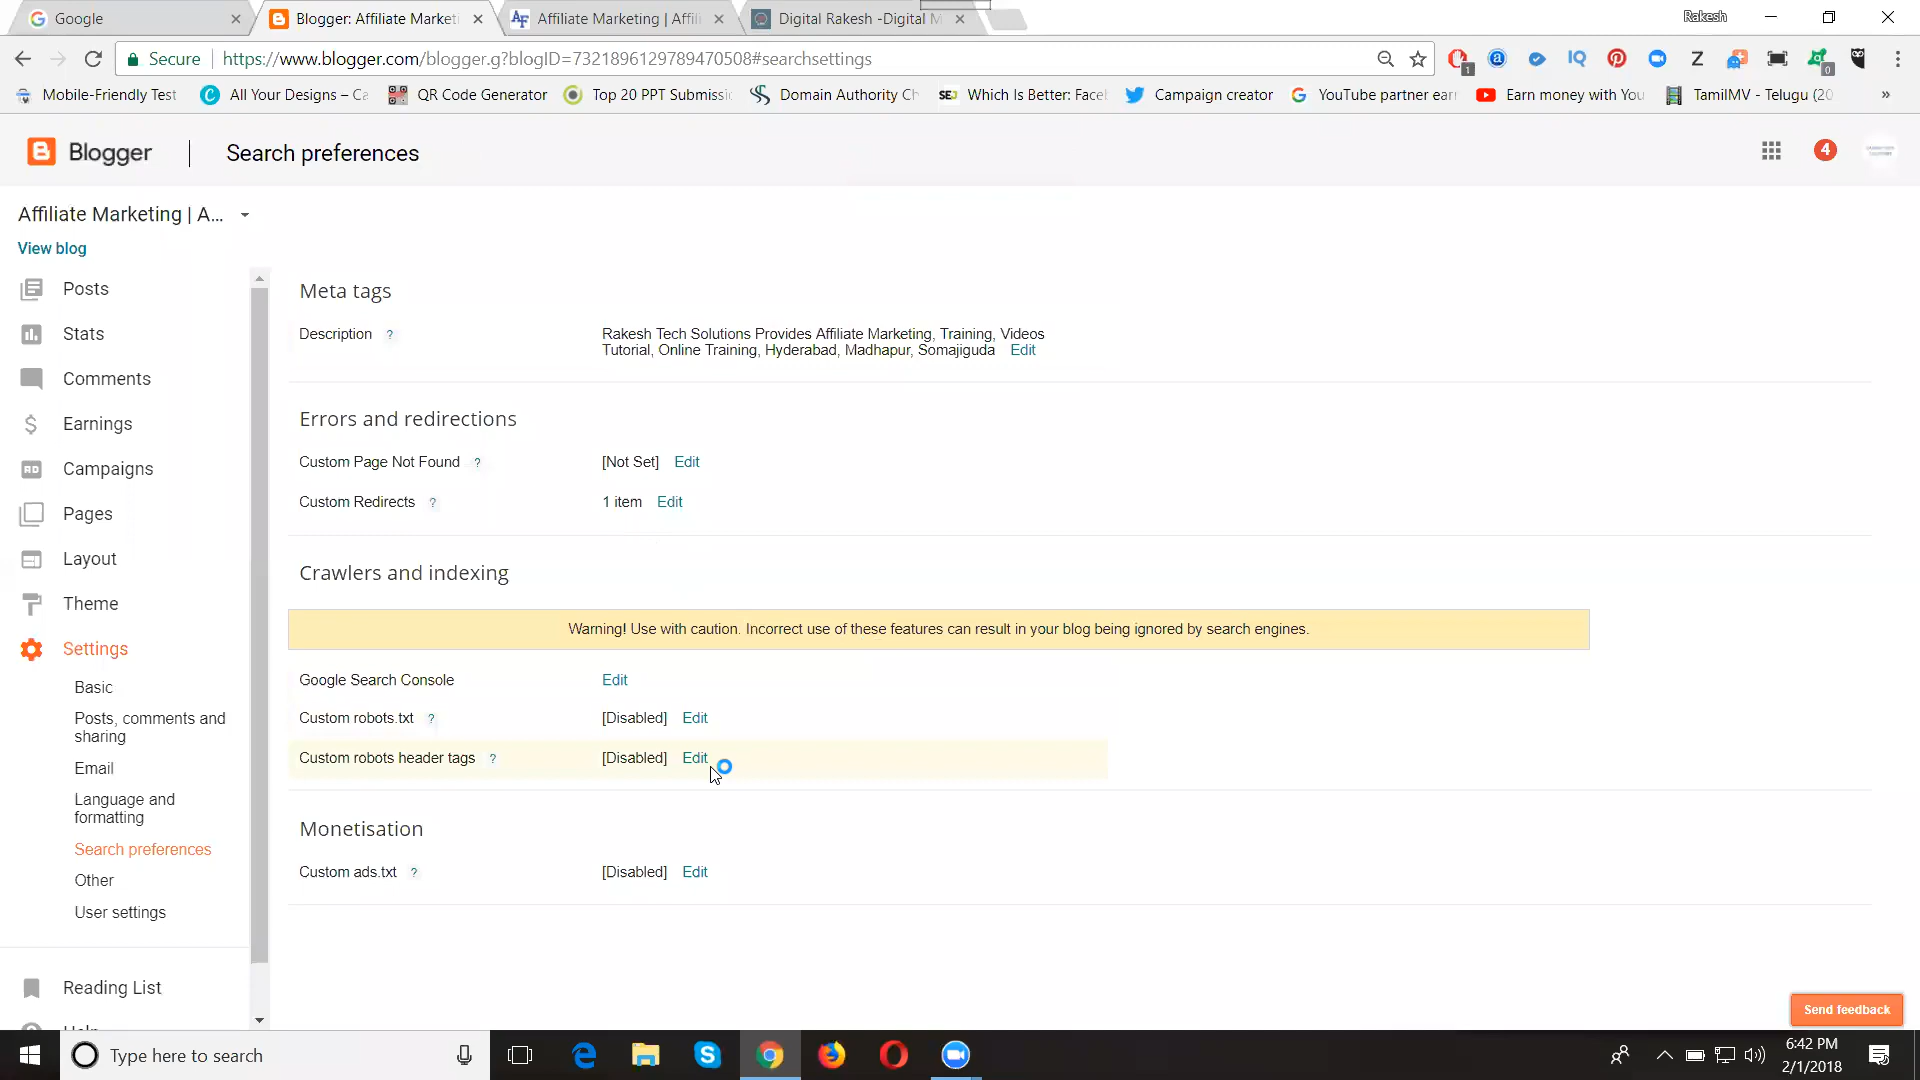 Google
Blogger: Affiliate Marketi
Affiliate Marketing | Affil
Digital Rakesh -Digital M
Rakesh
Secure
https://www.blogger.com/blogger.g?blogID=7321896129789470508#searchsettings
1
0
Mobile-Friendly Test
All Your Designs – Ca
QR Code Generator
Top 20 PPT Submissic
Domain Authority Ch
SEJ
Which Is Better: Face
Campaign creator
YouTube partner earn
Earn money with You
TamilMV - Telugu (20
»
Blogger
Search preferences
4
Affiliate Marketing | A...
View blog
Posts
Stats
Comments
Earnings
Campaigns
Pages
Layout
Theme
Settings
Basic
Posts, comments and
sharing
Email
Language and
formatting
Search preferences
Other
User settings
Reading List
Meta tags
Description ?
Rakesh Tech Solutions Provides Affiliate Marketing, Training, Videos
Tutorial, Online Training, Hyderabad, Madhapur, Somajiguda Edit
Errors and redirections
Custom Page Not Found ? [Not Set] Edit
Custom Redirects ? 1 item Edit
Crawlers and indexing
Warning! Use with caution. Incorrect use of these features can result in your blog being ignored by search engines.
Google Search Console Edit
Custom robots.txt ? [Disabled] Edit
Custom robots header tags ? [Disabled] Edit
Monetisation
Custom ads.txt ? [Disabled] Edit
Send feedback
Type here to search
6:42 PM
2/1/2018